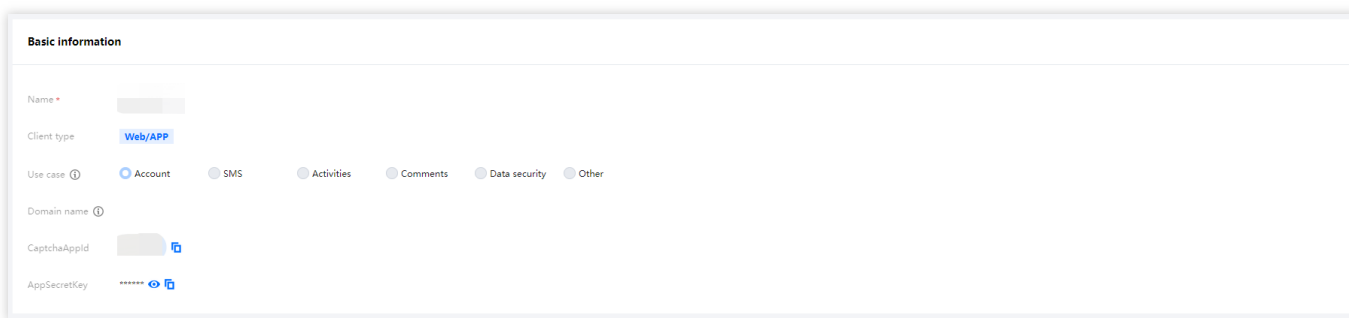 Basic information
Name *
Client type Web/APP
Use case Account SMS Activities Comments Data security Other
Domain name
CaptchaAppId
AppSecretKey ******